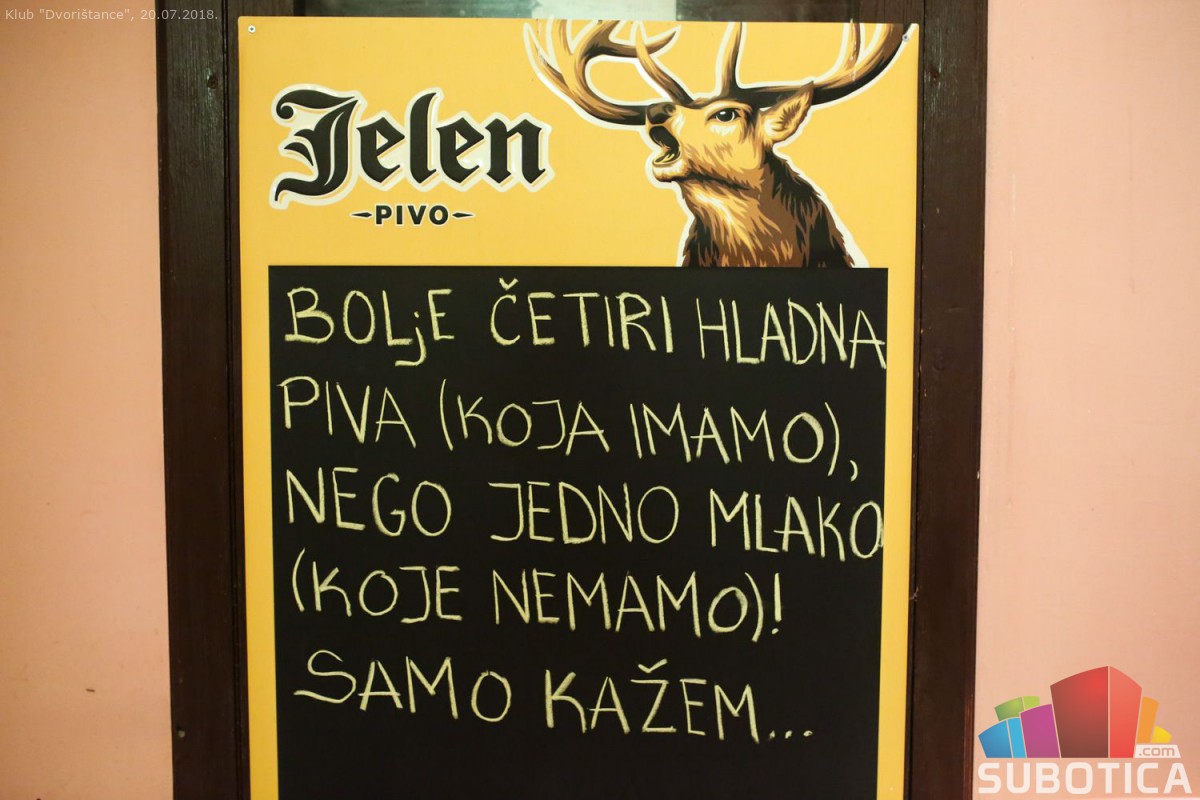 Klub "Dvorištance", 20.07.2018.
Jelen
PIVO
BOLjE ČETIRI HLADNA
PIVA (KOJA IMAMO),
NEGO JEDNO MLAKO
(KOJE NEMAMO)!
SAMO KAŽEM...
.com
SUBOTICA